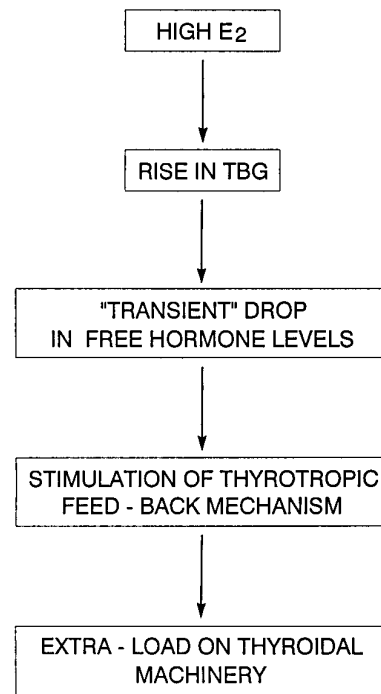 HIGH E2
RISE IN TBG
"TRANSIENT" DROP
IN FREE HORMONE LEVELS
STIMULATION OF THYROTROPIC
FEED - BACK MECHANISM
EXTRA - LOAD ON THYROIDAL
MACHINERY